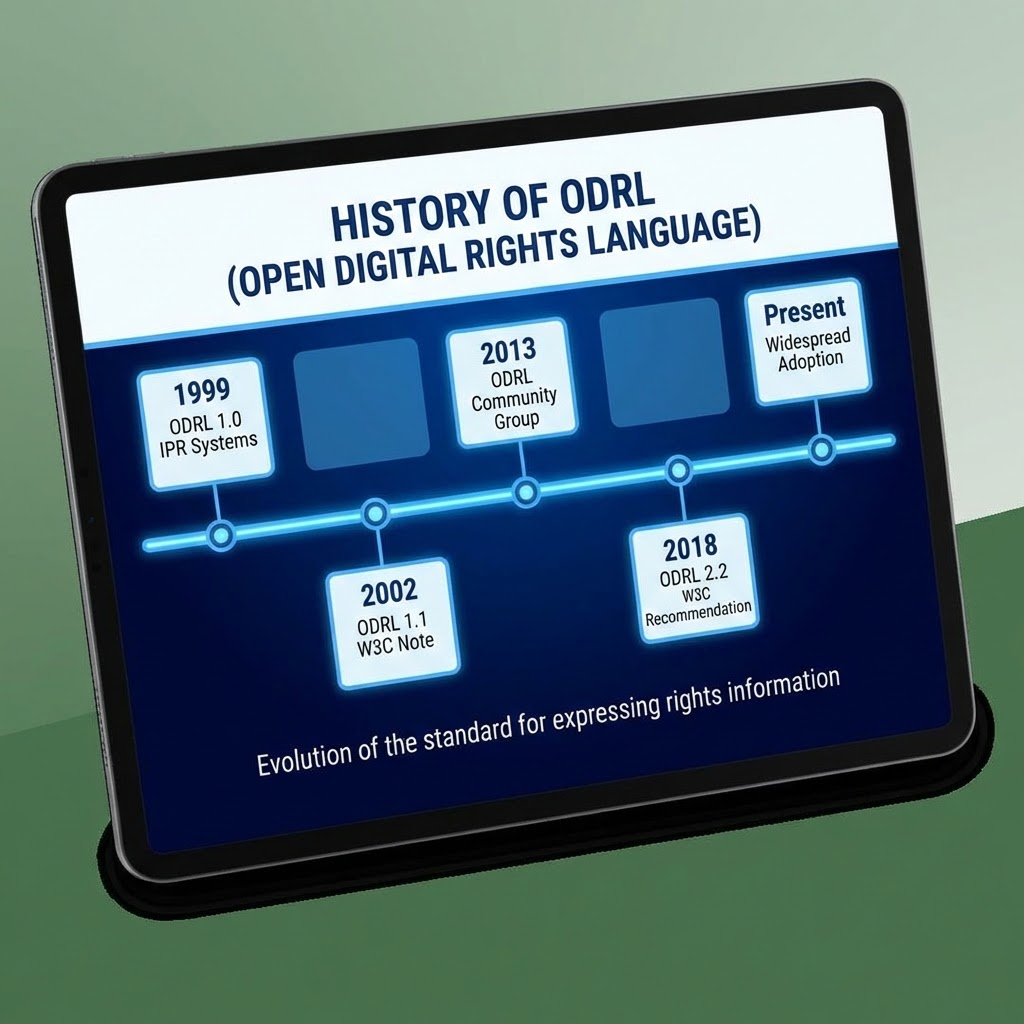 HISTORY OF ODRL
(OPEN DIGITAL RIGHTS LANGUAGE)
1999
ODRL 1.0
IPR Systems
2002
ODRL 1.1
W3C Note
2013
ODRL
Community
Group
2018
ODRL 2.2
W3C
Recommendation
Present
Widespread
Adoption
Evolution of the standard for expressing rights information